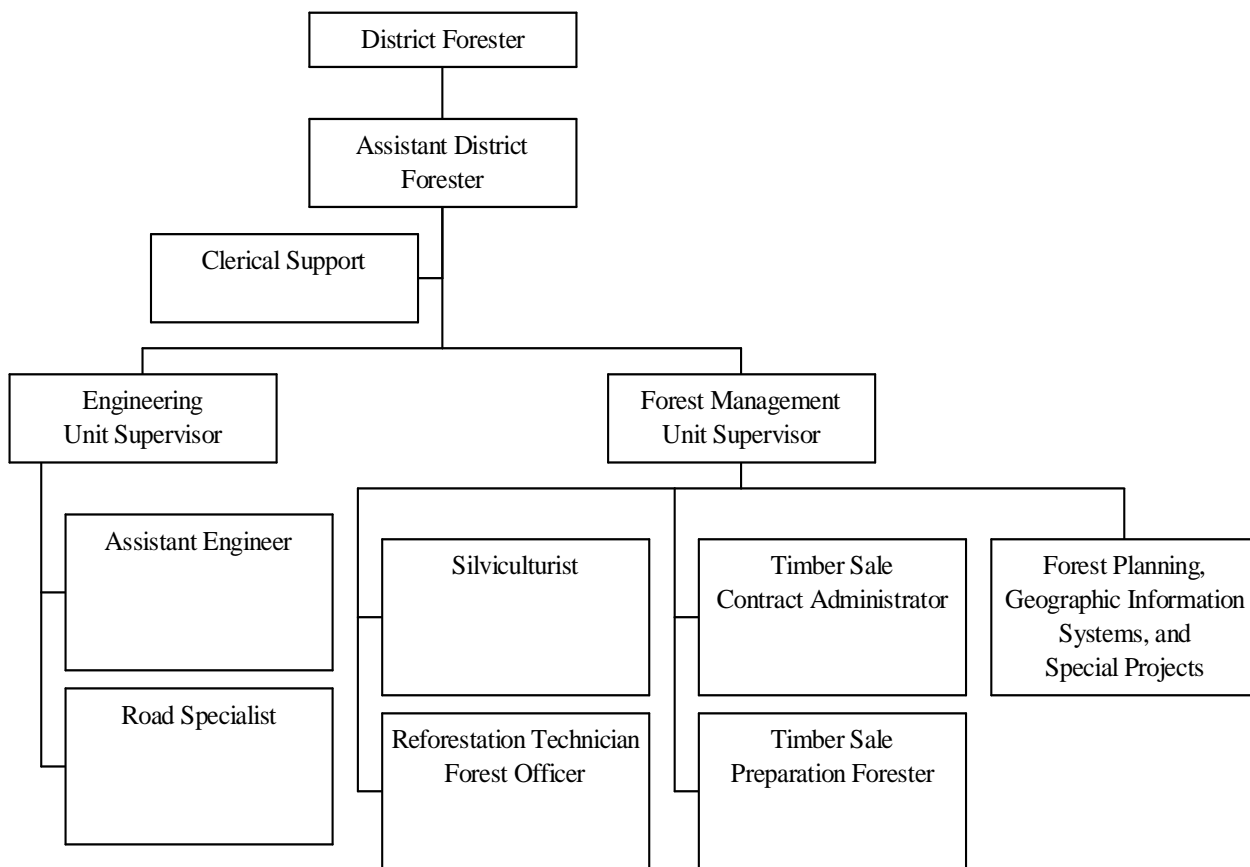 District Forester
Assistant District
Forester
Clerical Support
Engineering
Unit Supervisor
Forest Management
Unit Supervisor
Assistant Engineer
Road Specialist
Silviculturist
Reforestation Technician
Forest Officer
Timber Sale
Contract Administrator
Timber Sale
Preparation Forester
Forest Planning,
Geographic Information
Systems, and
Special Projects